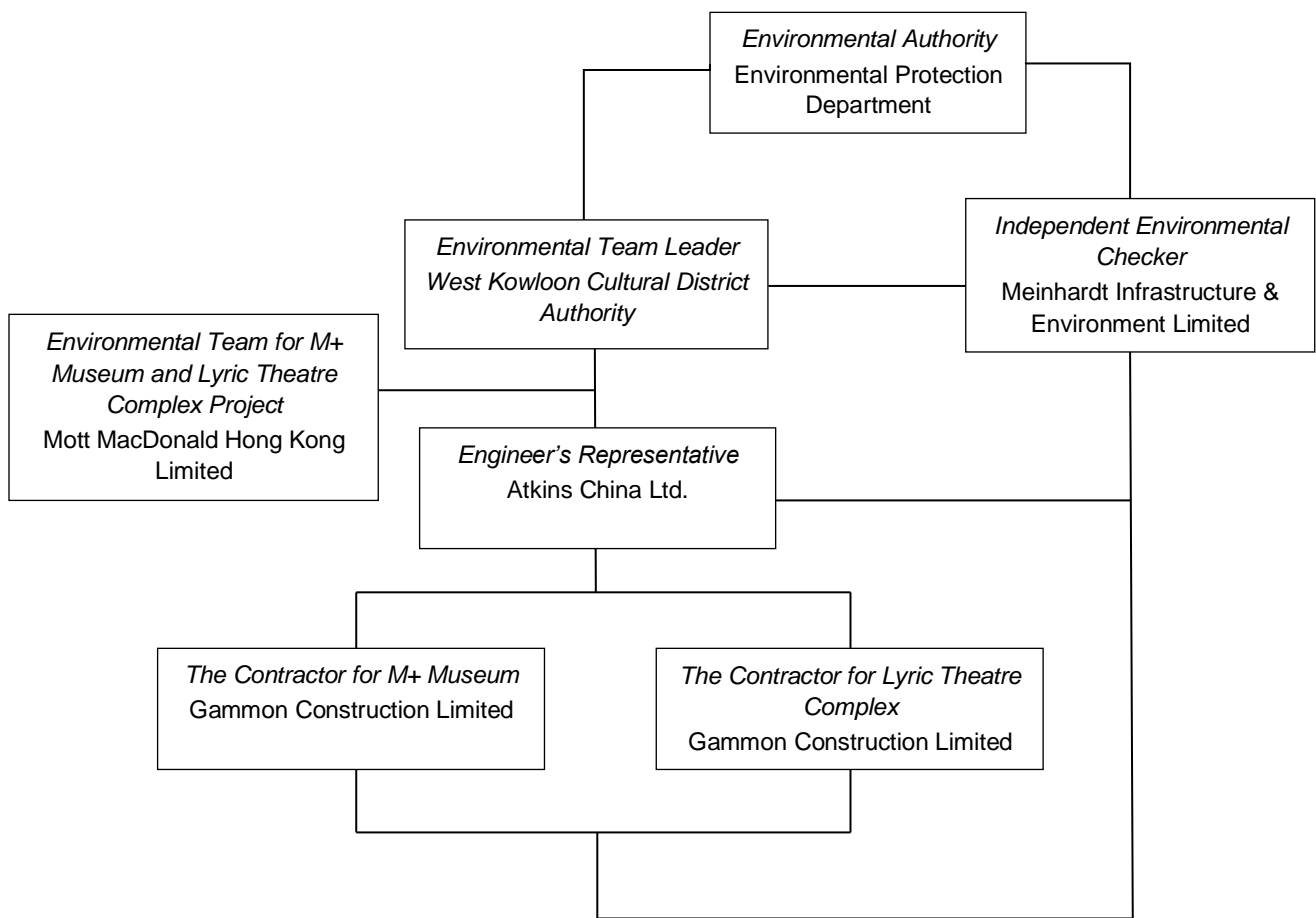 Environmental Authority
Environmental Protection
Department
Environmental Team Leader
West Kowloon Cultural District
Authority
Independent Environmental
Checker
Meinhardt Infrastructure &
Environment Limited
Environmental Team for M+
Museum and Lyric Theatre
Complex Project
Mott MacDonald Hong Kong
Limited
Engineer’s Representative
Atkins China Ltd.
The Contractor for M+ Museum
Gammon Construction Limited
The Contractor for Lyric Theatre
Complex
Gammon Construction Limited